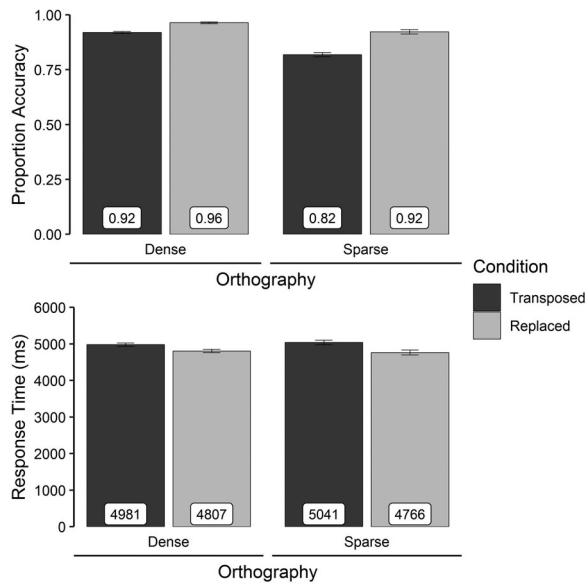 Proportion Accuracy
1.00
0.75
0.50
0.25
0.00
0.92
0.96
0.82
0.92
Dense
Sparse
Orthography
Condition
Transposed
Replaced
Response Time (ms)
6000
5000
4000
3000
2000
1000
0
4981
4807
5041
4766
Dense
Sparse
Orthography